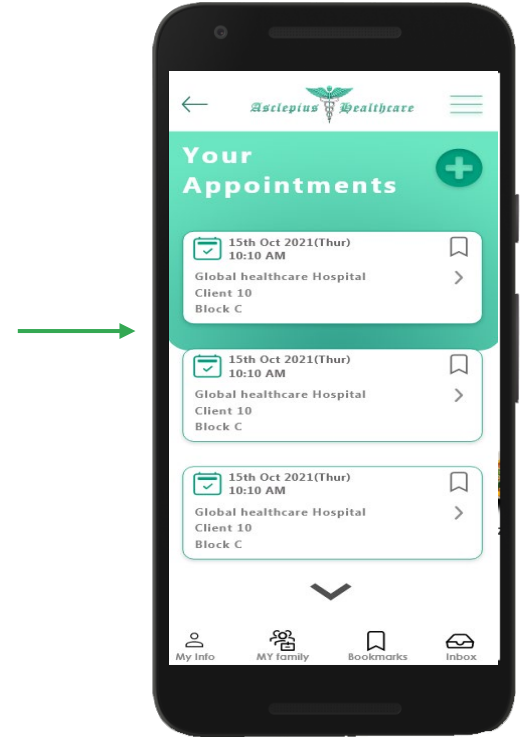 Asclepius Healthcare
Your
Appointments
15th Oct 2021(Thur)
10:10 AM
Global healthcare Hospital
Client 10
Block C
15th Oct 2021(Thur)
10:10 AM
Global healthcare Hospital
Client 10
Block C
15th Oct 2021(Thur)
10:10 AM
Global healthcare Hospital
Client 10
Block C
My Info MY family Bookmarks Inbox